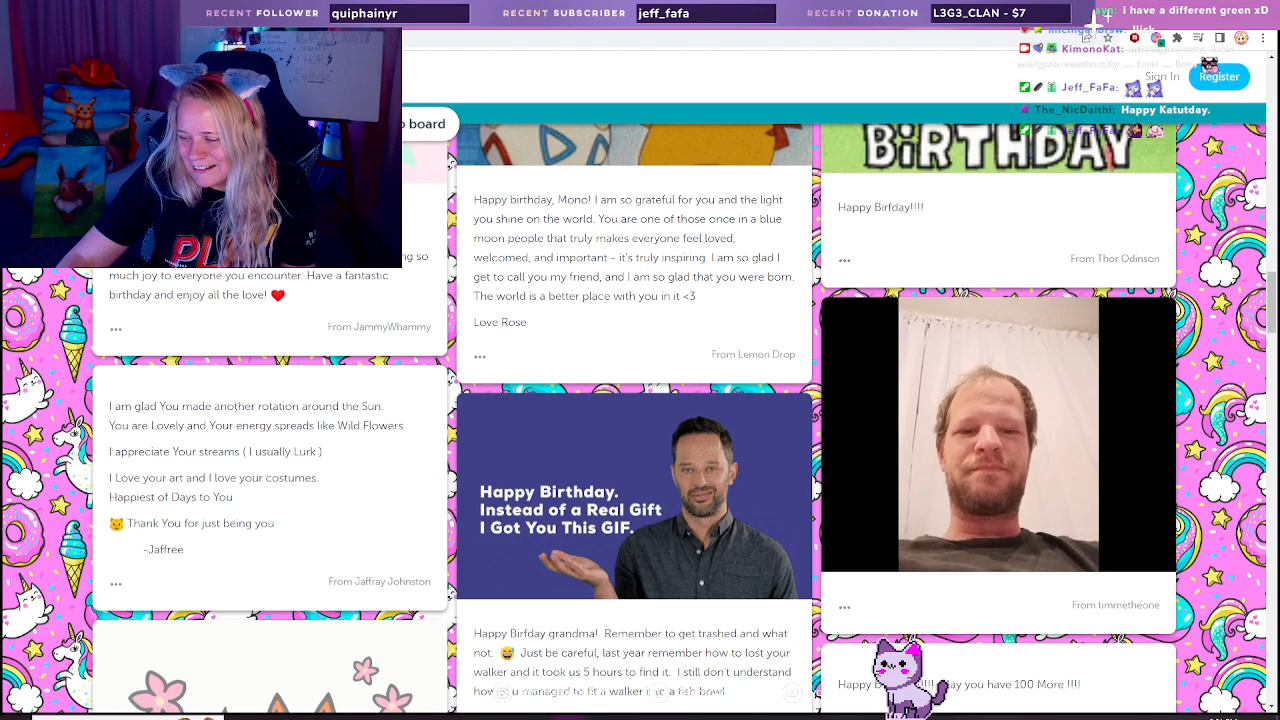 RECENT FOLLOWER quiphainyr RECENT SUBSCRIBER jeff_fafa RECENT DONATION L3G3_CLAN - $7
i have a different green xD
KimonoKat:
Sign In Register
Jeff_FaFa:
The_NicDaithi: Happy Katutday.
Jeff_FaFa:
board
much joy to everyone you encounter. Have a fantastic
birthday and enjoy all the love! ❤️
From JammyWhammy
I am glad You made another rotation around the Sun.
You are Lovely and Your energy spreads like Wild Flowers
I appreciate Your streams ( I usually Lurk )
I Love your art and I love your costumes.
Happiest of Days to You
😺 Thank You for just being you
-Jaffree
From Jaffray Johnston
Happy birthday, Mono! I am so grateful for you and the light
you shine on the world. You are one of those once in a blue
moon people that truly makes everyone feel loved,
welcomed, and important - it's truly inspiring. I am so glad I
get to call you my friend, and I am so glad that you were born.
The world is a better place with you in it <3
Love Rose
From Lemon Drop
Happy Birthday.
Instead of a Real Gift
I Got You This GIF.
Happy Birfday grandma! Remember to get trashed and what
not. 😅 Just be careful, last year remember how to lost your
walker and it took us 5 hours to find it. I still don't understand
how you managed to fit a walker in a fish bowl.
BIRTHDAY
Happy Birfday!!!!
From Thor Odinson
From timmetheone
Happy you have 100 More !!!!